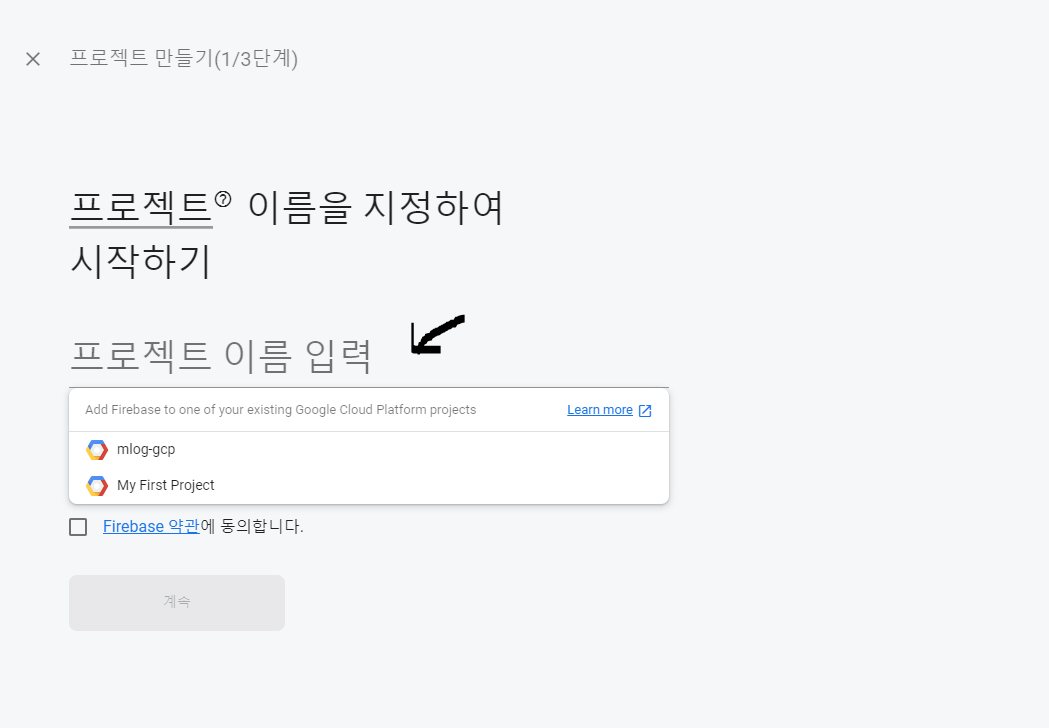 프로젝트 만들기(1/3단계)
프로젝트 이름을 지정하여
시작하기
프로젝트 이름 입력
Add Firebase to one of your existing Google Cloud Platform projects Learn more
mlog-gcp
My First Project
Firebase 약관에 동의합니다.
계속